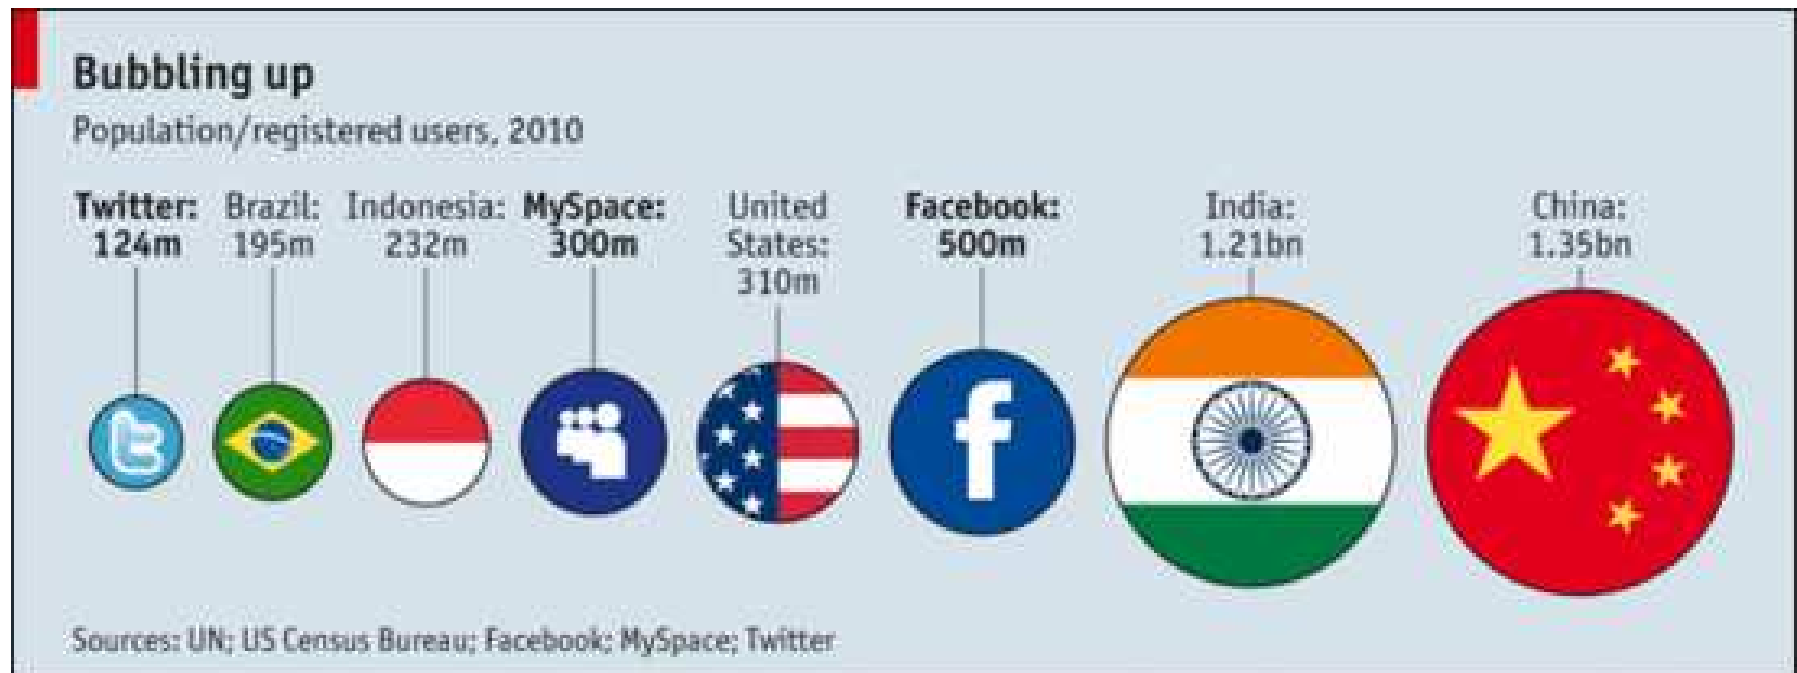 Bubbling up
Population/registered users, 2010
Twitter:
124m
Brazil:
195m
Indonesia:
232m
MySpace:
300m
United
States:
310m
Facebook:
500m
India:
1.21bn
China:
1.35bn
Sources: UN; US Census Bureau; Facebook; MySpace; Twitter